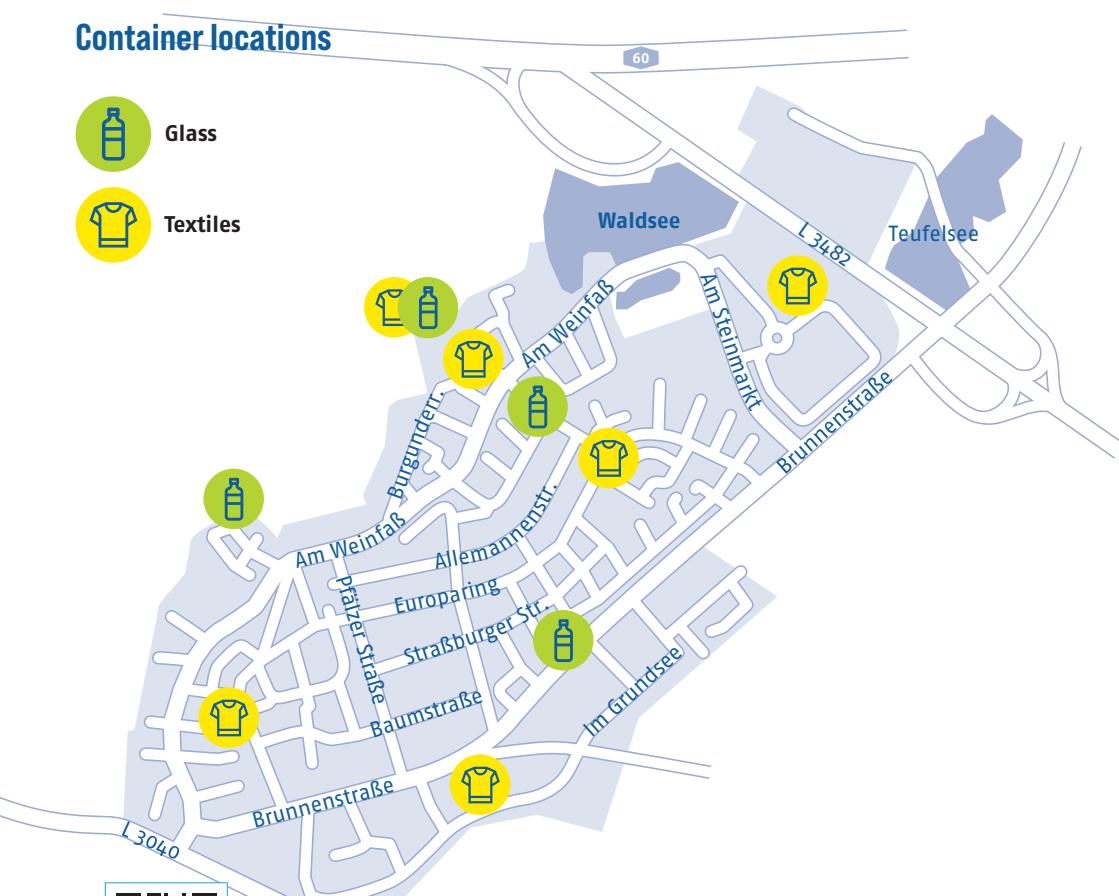 Container locations
60
Glass
Textiles
Waldsee
L 3482
Teufelsee
Am Weinfaß
Am Steinmarkt
Burgunderr.
Brunnenstraße
Am Weinfaß
Allemannenstr.
Pfälzer Straße
Europaring
Straßburger Str.
Baumstraße
Im Grundsee
Brunnenstraße
L 3040